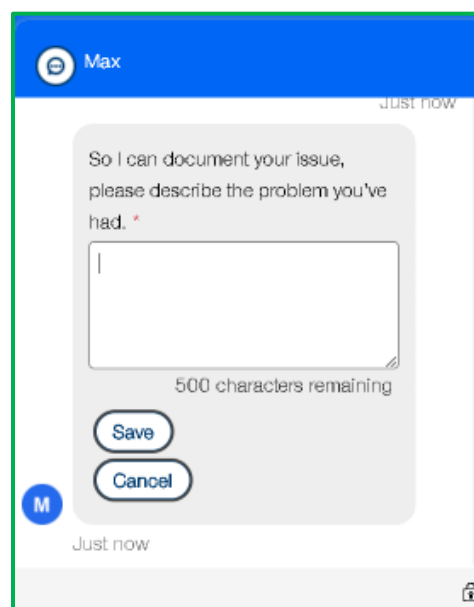 Max
Just now
So I can document your issue,
please describe the problem you've
had. *
500 characters remaining
Save
Cancel
M
Just now